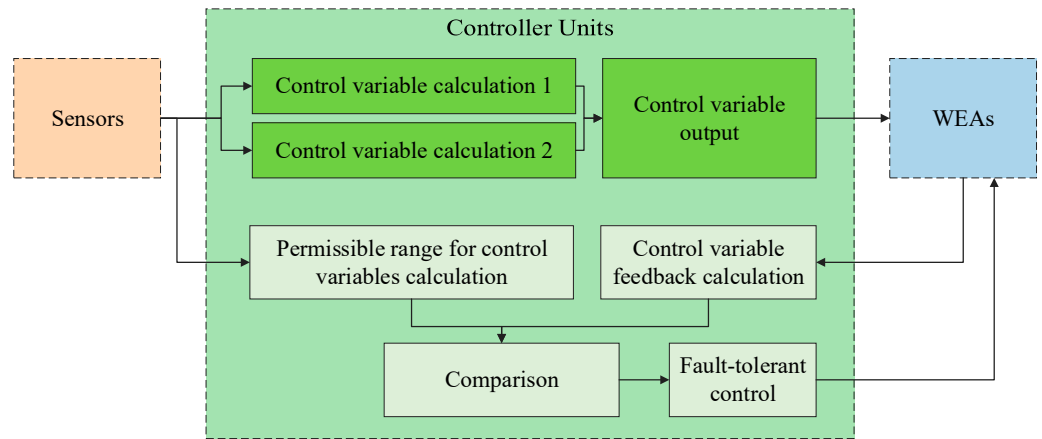 Controller Units
Sensors
Control variable calculation 1
Control variable calculation 2
Control variable
output
WEAs
Permissible range for control
variables calculation
Control variable
feedback calculation
Comparison
Fault-tolerant
control